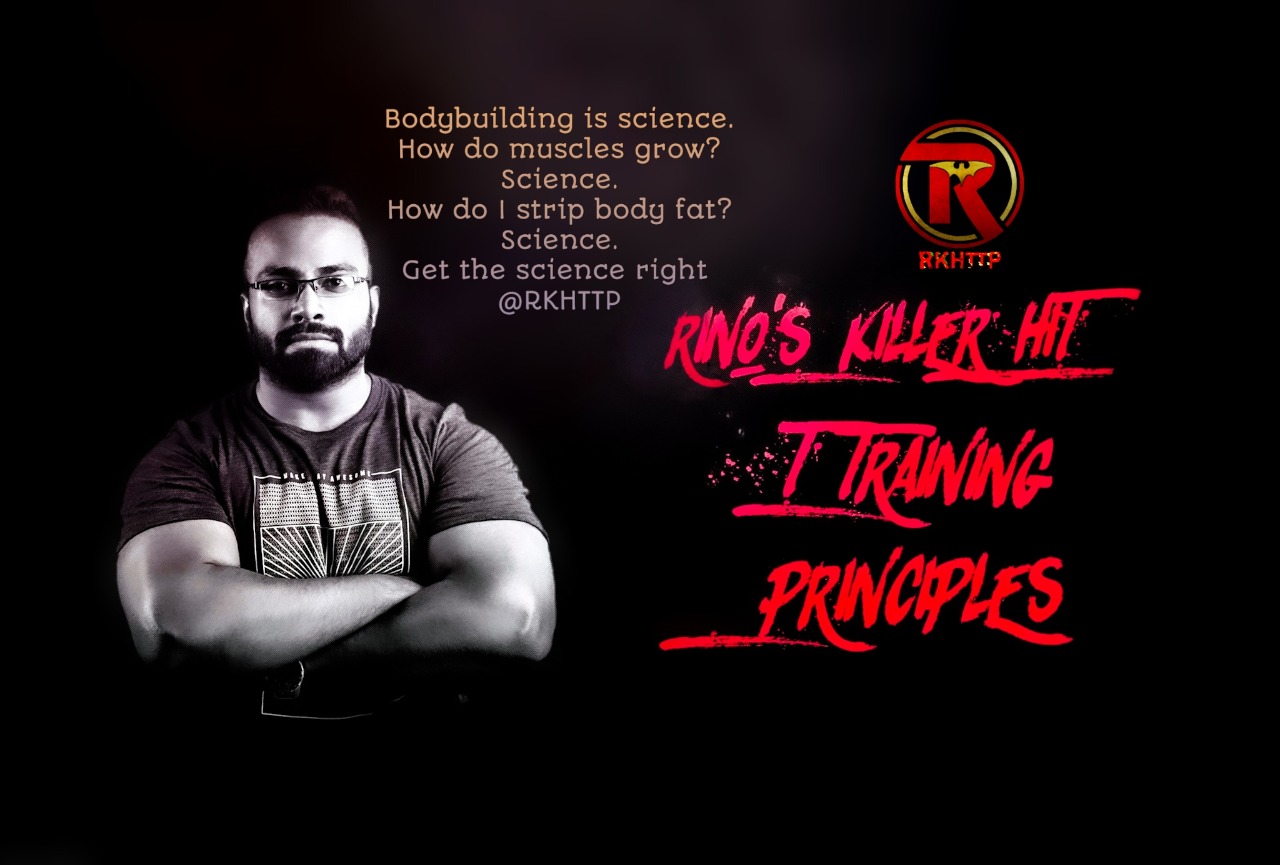 Bodybuilding is science.
How do muscles grow?
Science.
How do I strip body fat?
Science.
Get the science right
@RKHTTP
R
RKHTTP
RINO'S KILLER HIT
T TRAINING
PRINCIPLES